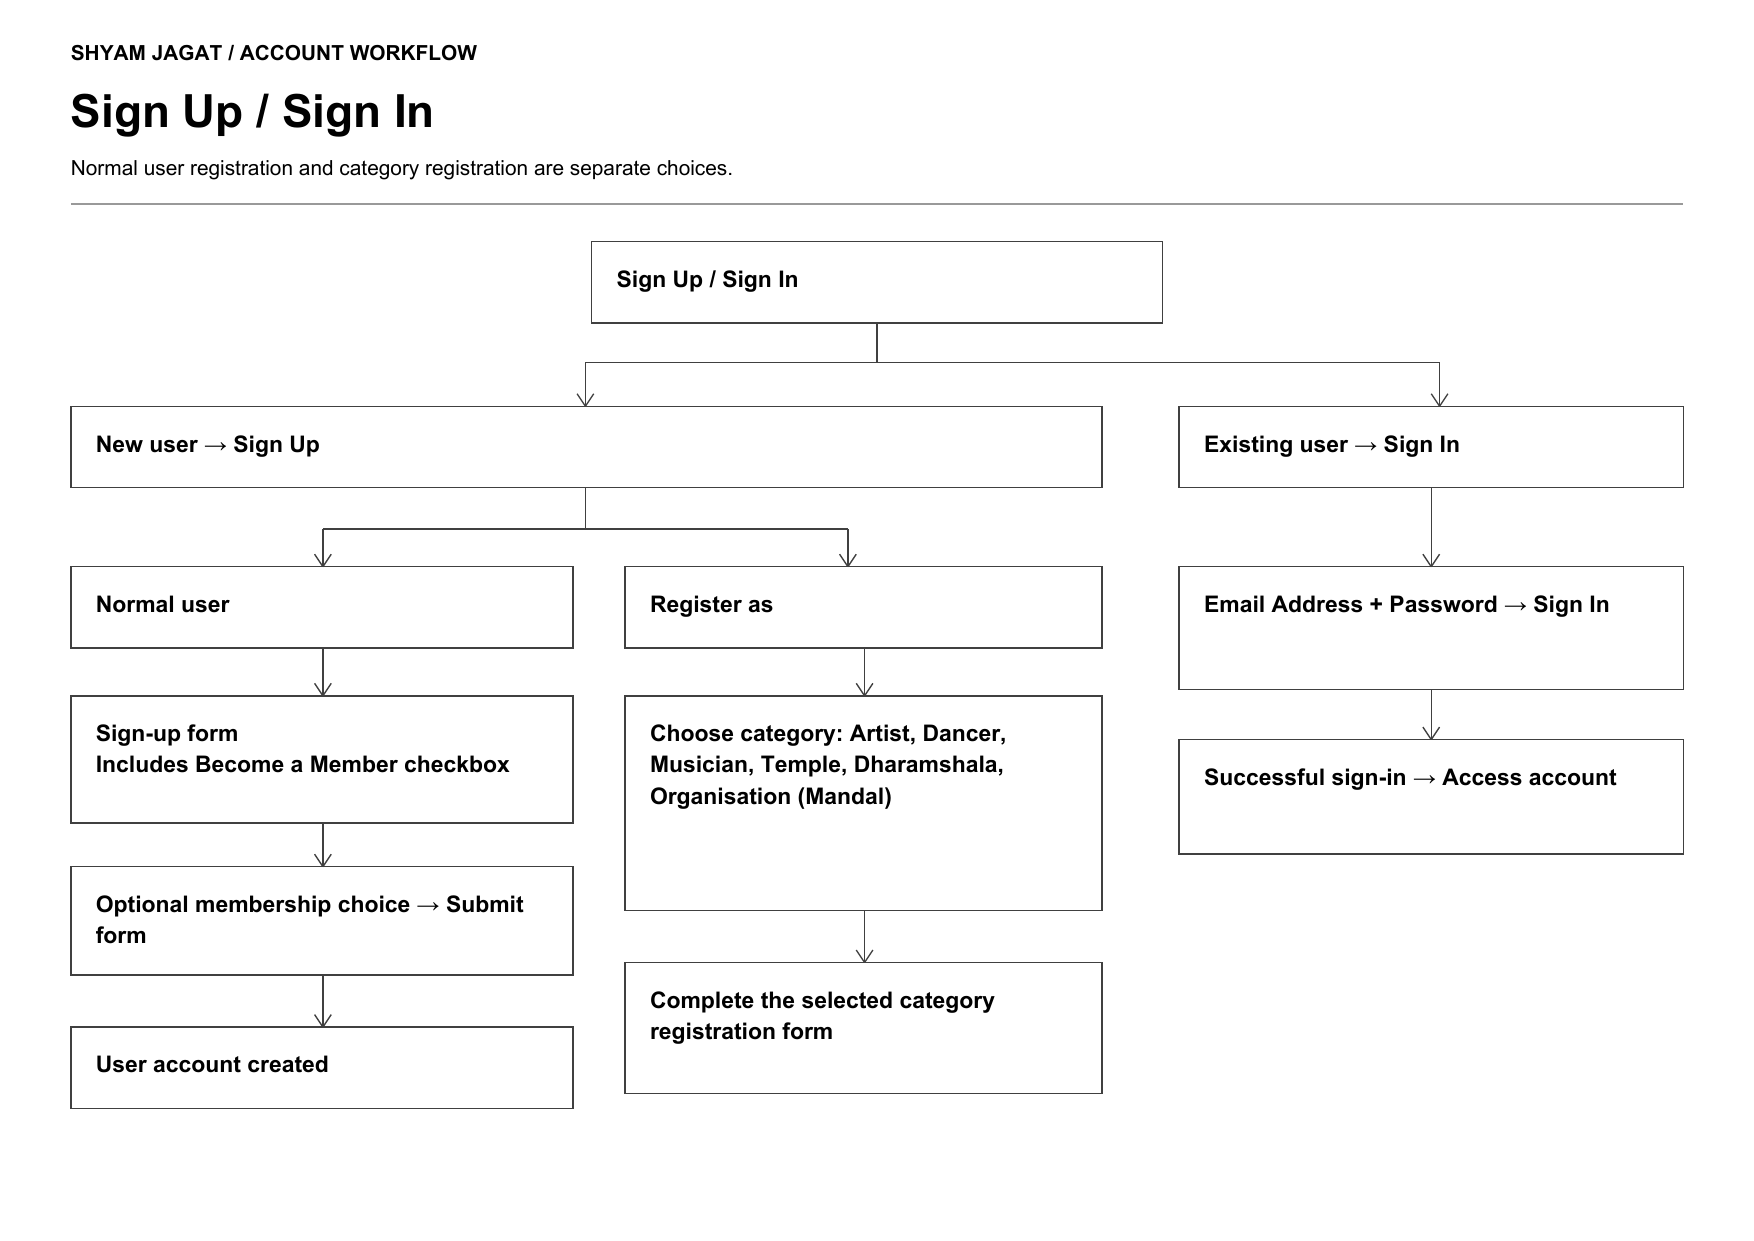 SHYAM JAGAT / ACCOUNT WORKFLOW
Sign Up / Sign In
Normal user registration and category registration are separate choices.
Sign Up / Sign In
New user → Sign Up
Existing user → Sign In
Normal user
Register as
Email Address + Password → Sign In
Sign-up form
Includes Become a Member checkbox
Choose category: Artist, Dancer,
Musician, Temple, Dharamshala,
Organisation (Mandal)
Successful sign-in → Access account
Optional membership choice → Submit
form
Complete the selected category
registration form
User account created